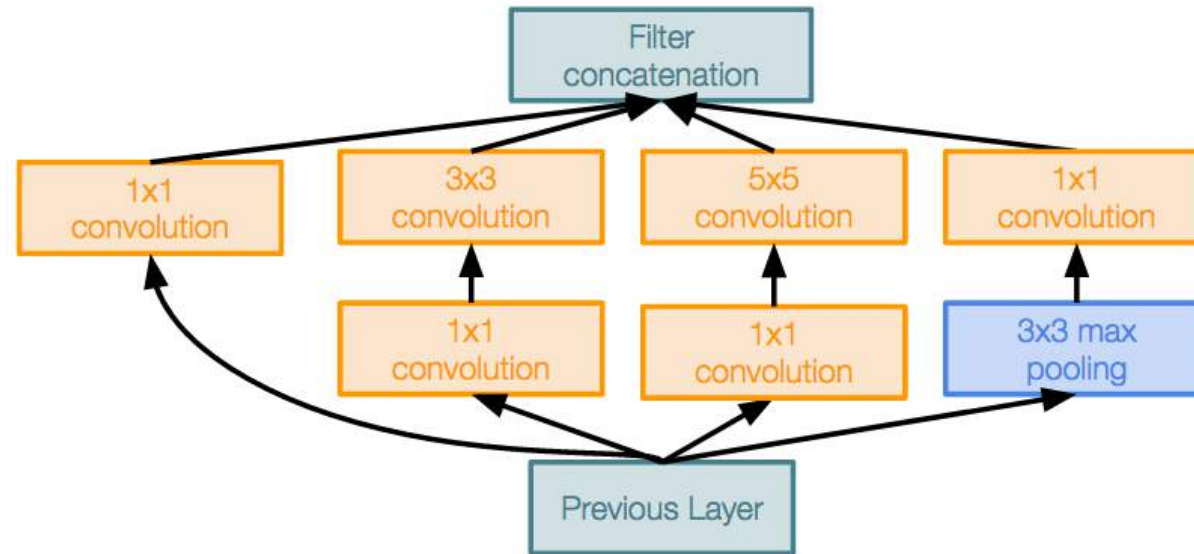 Filter
concatenation
1x1
convolution
3x3
convolution
5x5
convolution
1x1
convolution
1x1
convolution
1x1
convolution
3x3 max
pooling
Previous Layer